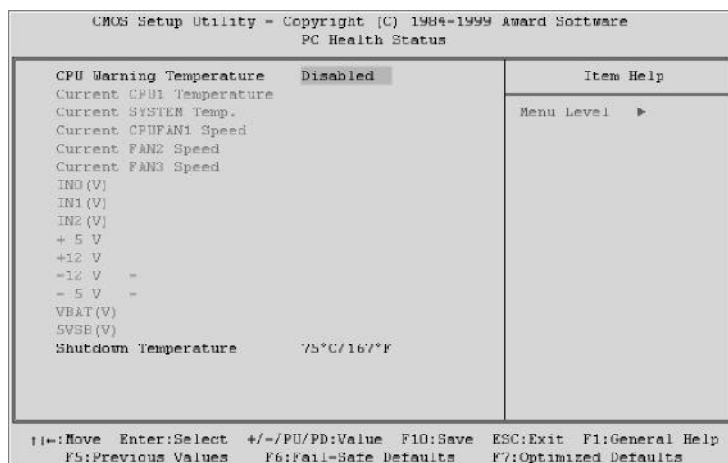 CMOS Setup Utility - Copyright (C) 1984-1999 Award Software
PC Health Status
CPU Warning Temperature Disabled
Current CPU1 Temperature
Current SYSTEM Temp.
Current CPUFAN1 Speed
Current FAN2 Speed
Current FAN3 Speed
IN0(V)
IN1(V)
IN2(V)
+ 5 V
+12 V
-12 V -
- 5 V -
VBAT(V)
5VSB(V)
Shutdown Temperature 75°C/167°F
Item Help
Menu Level ▶
↑↓←:Move Enter:Select +/-/PU/PD:Value F10:Save ESC:Exit F1:General Help
F5:Previous Values F6:Fail-Safe Defaults F7:Optimized Defaults